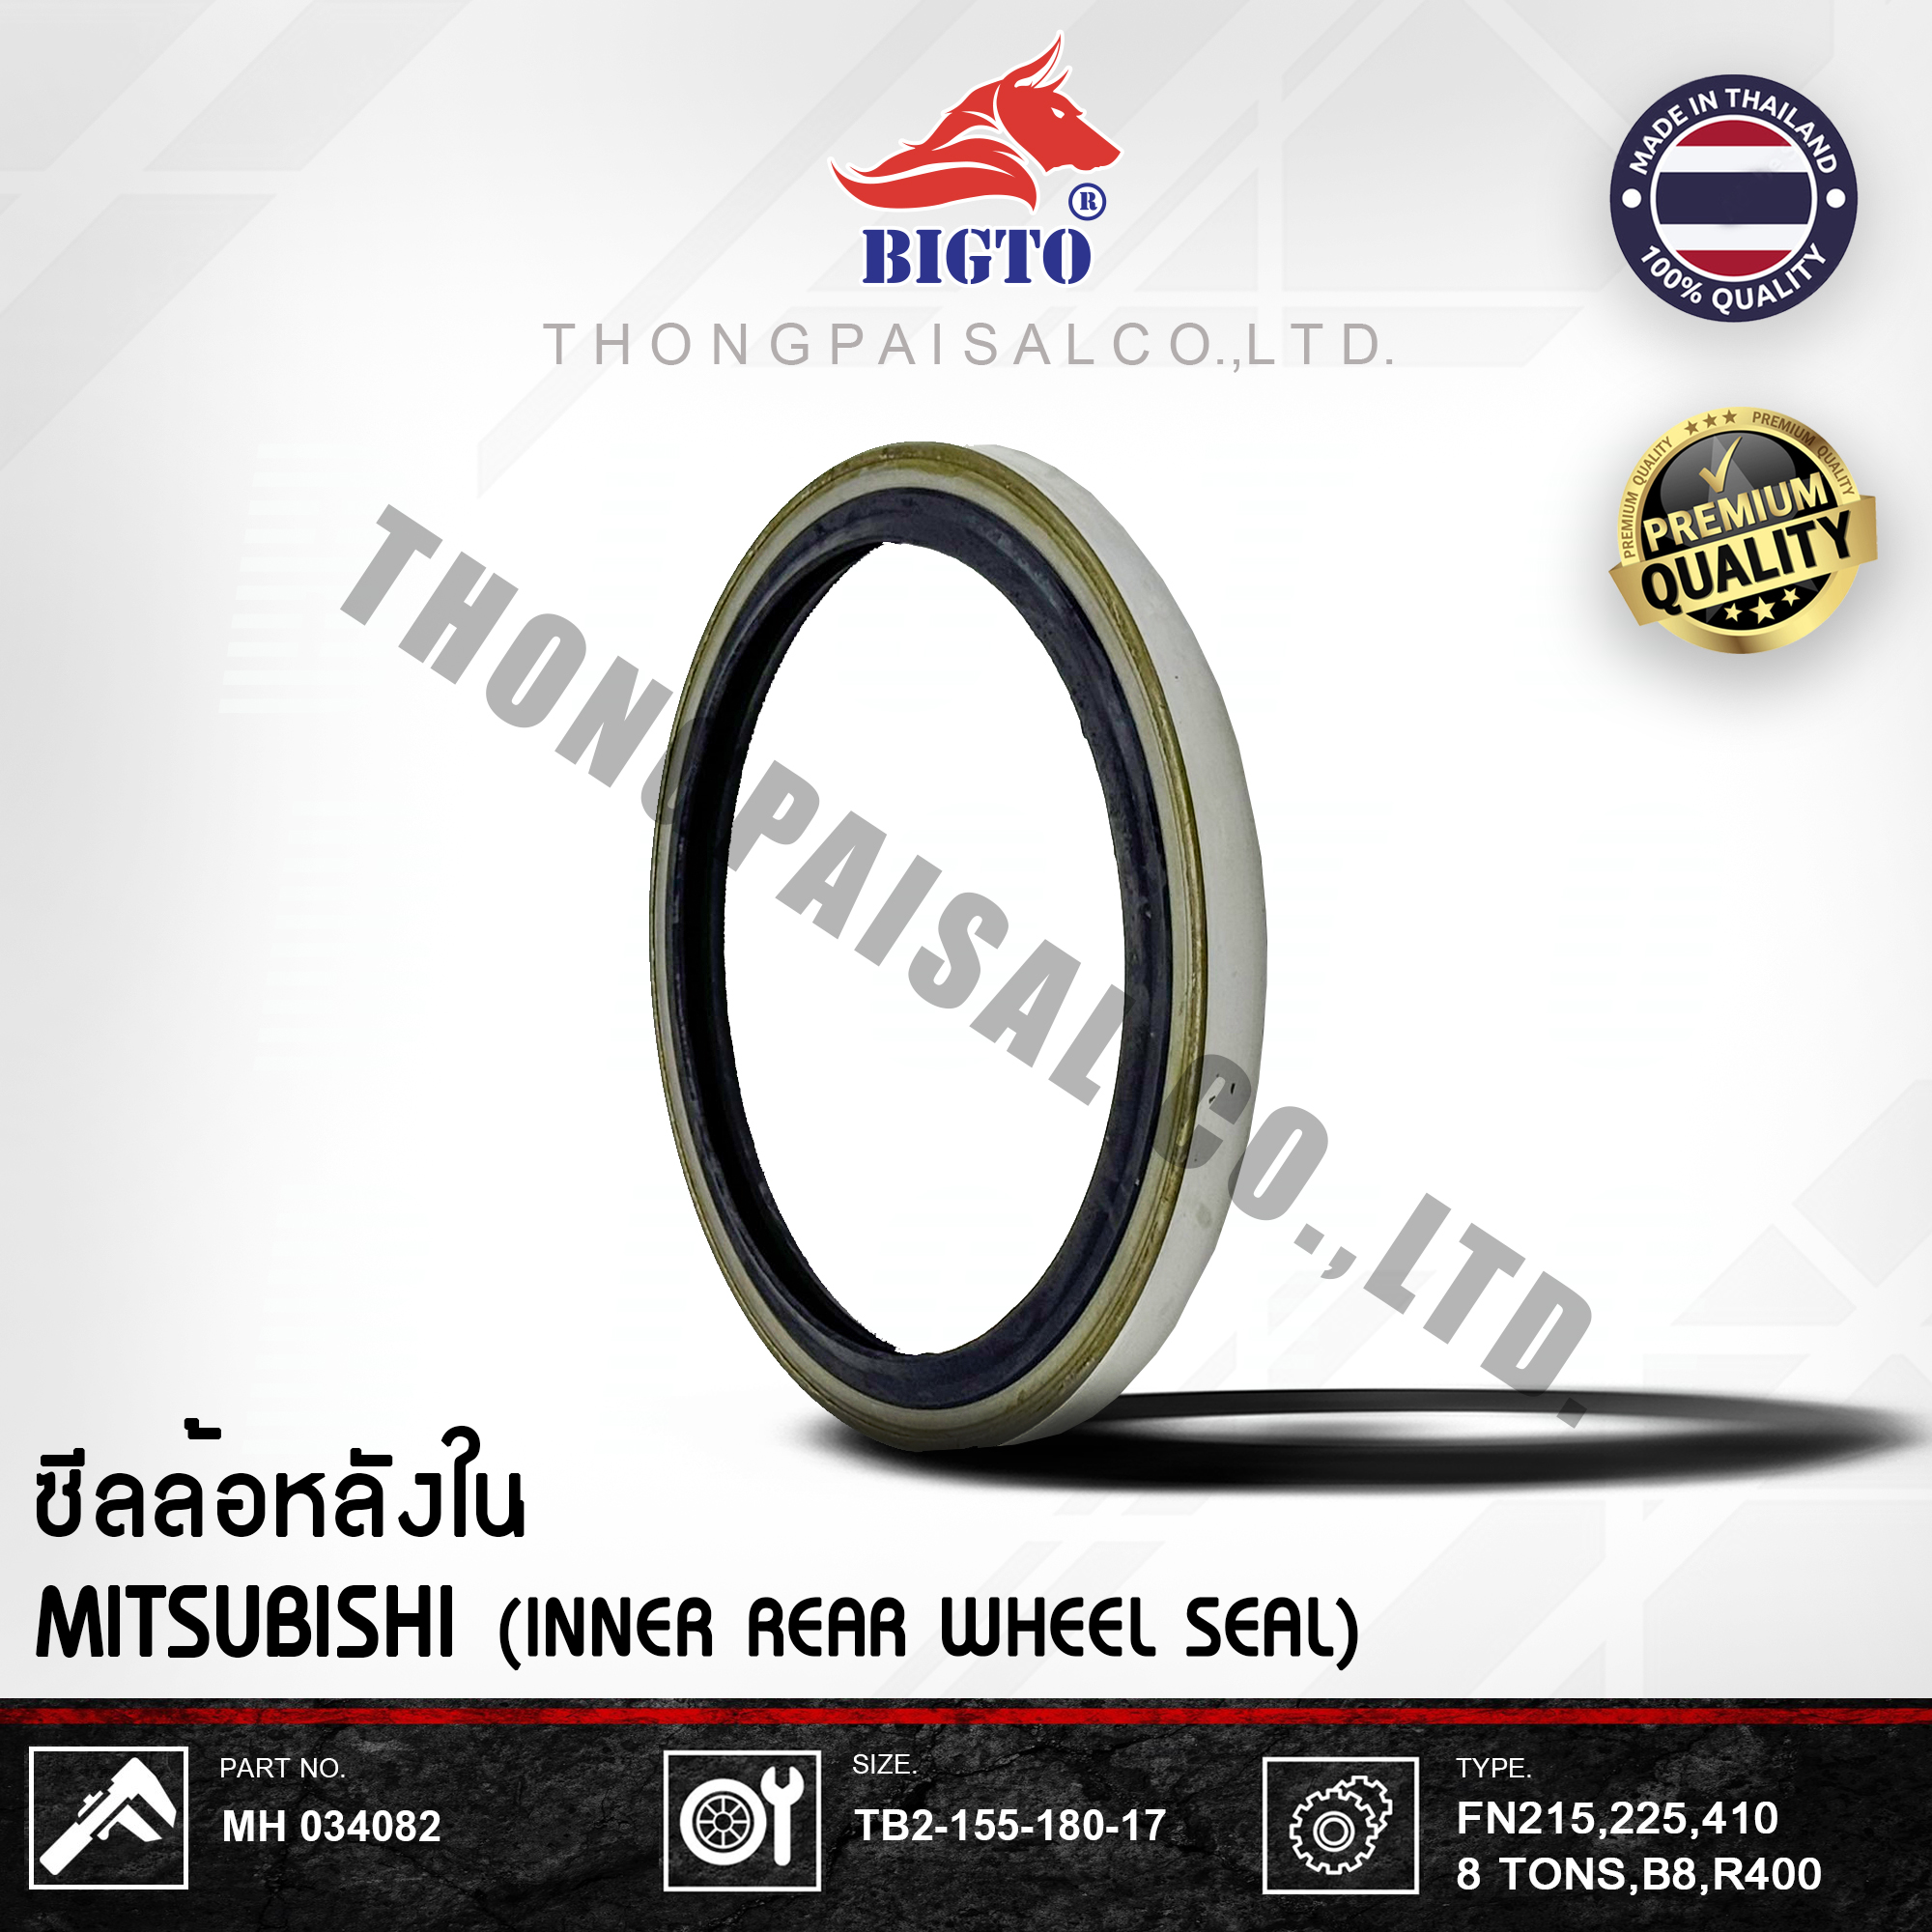 BIGTO
®
THONGPAISALCO.,LTD.
MADE IN THAILAND
100% QUALITY
PREMIUM QUALITY ★★★ PREMIUM QUALITY
PREMIUM
QUALITY
THONG PAISAL CO.,LTD.
ซีลล้อหลังใน
MITSUBISHI (INNER REAR WHEEL SEAL)
PART NO.
MH 034082
SIZE.
TB2-155-180-17
TYPE.
FN215,225,410
8 TONS,B8,R400